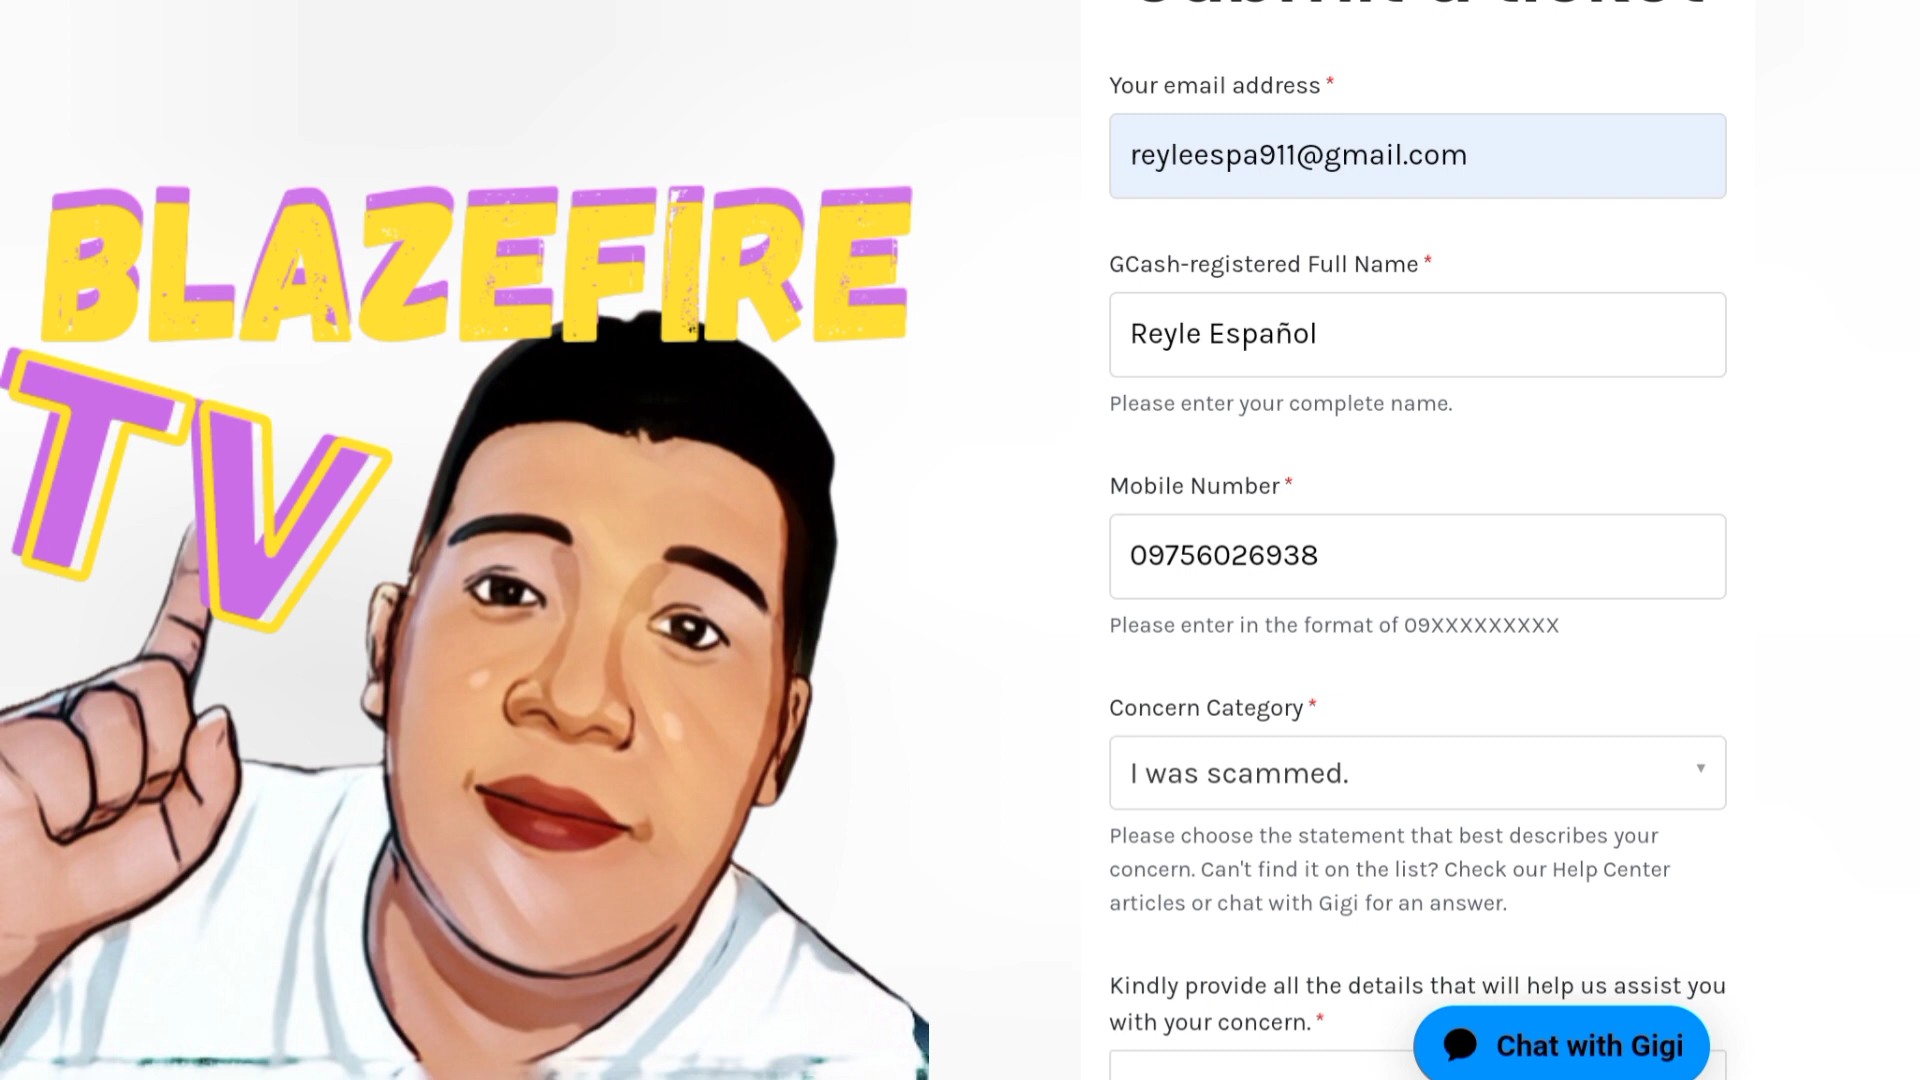 BLAZEFIRE
TV
Submit a ticket
Your email address *
reyleespa911@gmail.com
GCash-registered Full Name *
Reyle Español
Please enter your complete name.
Mobile Number *
09756026938
Please enter in the format of 09XXXXXXXXX
Concern Category *
I was scammed.
Please choose the statement that best describes your
concern. Can't find it on the list? Check our Help Center
articles or chat with Gigi for an answer.
Kindly provide all the details that will help us assist you
with your concern. *
Chat with Gigi